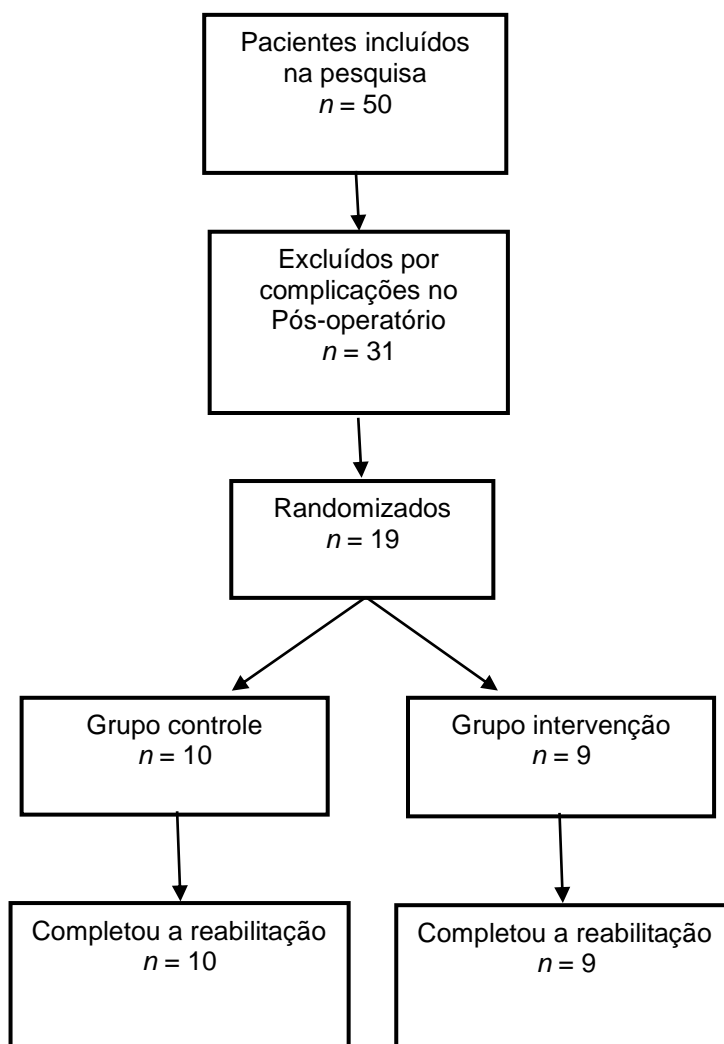 Pacientes incluídos
na pesquisa
n = 50
Excluídos por
complicações no
Pós-operatório
n = 31
Randomizados
n = 19
Grupo controle
n = 10
Grupo intervenção
n = 9
Completou a reabilitação
n = 10
Completou a reabilitação
n = 9